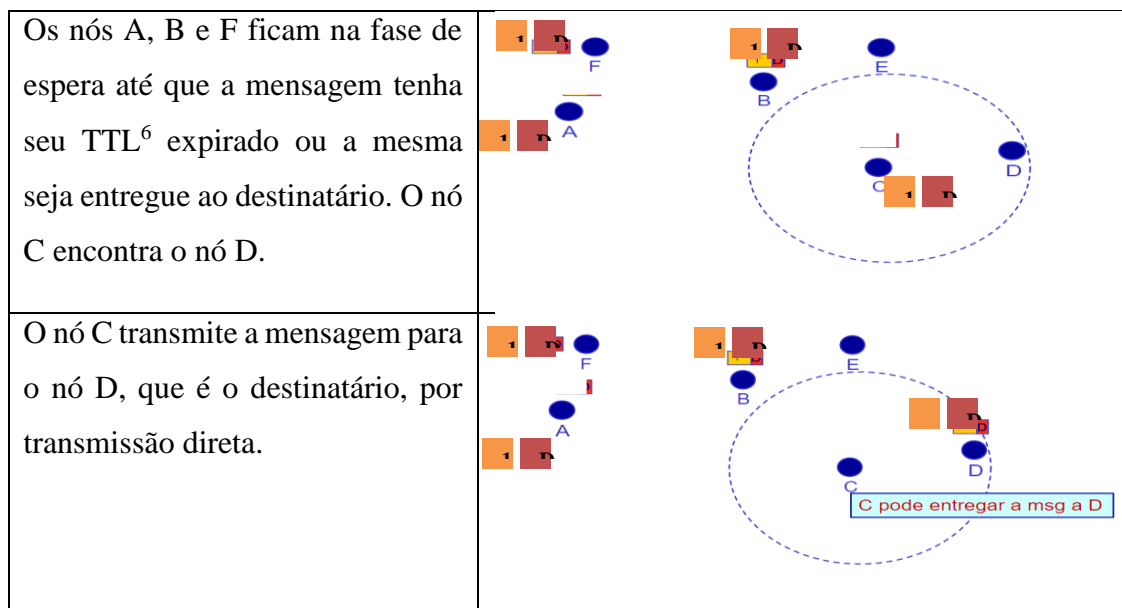 Os nós A, B e F ficam na fase de
espera até que a mensagem tenha
seu TTL⁶ expirado ou a mesma
seja entregue ao destinatário. O nó
C encontra o nó D.
F
A
B
E
C
D
O nó C transmite a mensagem para
o nó D, que é o destinatário, por
transmissão direta.
F
A
B
E
D
D
C
C pode entregar a msg a D